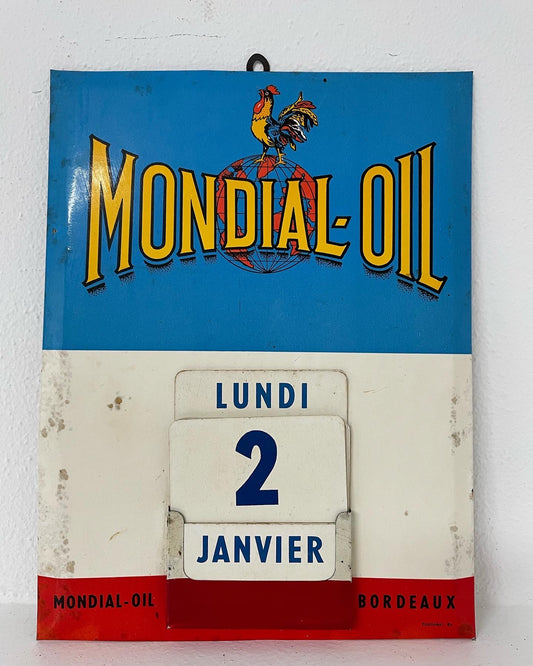 MONDIAL-OIL
LUNDI
2
JANVIER
MONDIAL-OIL BORDEAUX